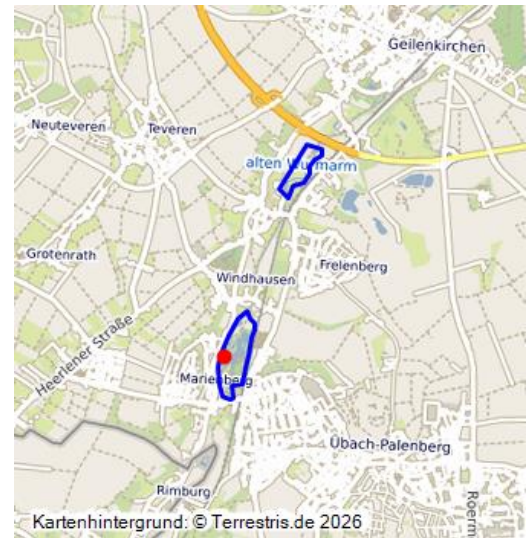 Geilenkirchen
Neuteveren
Teveren
alten Wurmarm
Grotenrath
Frelenberg
Windhausen
Heerlener Straße
Marienberg
Übach-Palenberg
Rimburg
Roerm
Kartenhintergrund: © Terrestris.de 2026